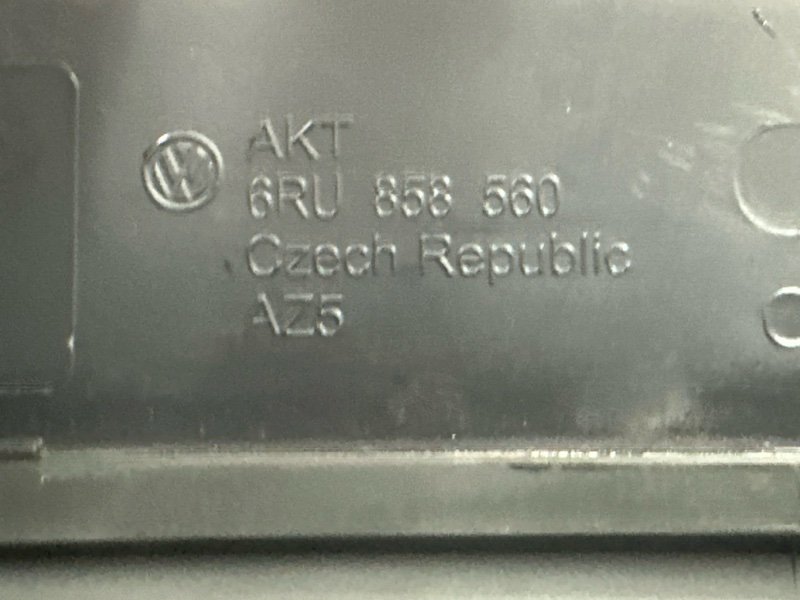 AKT
6RU 858 560
Czech Republic
AZ5